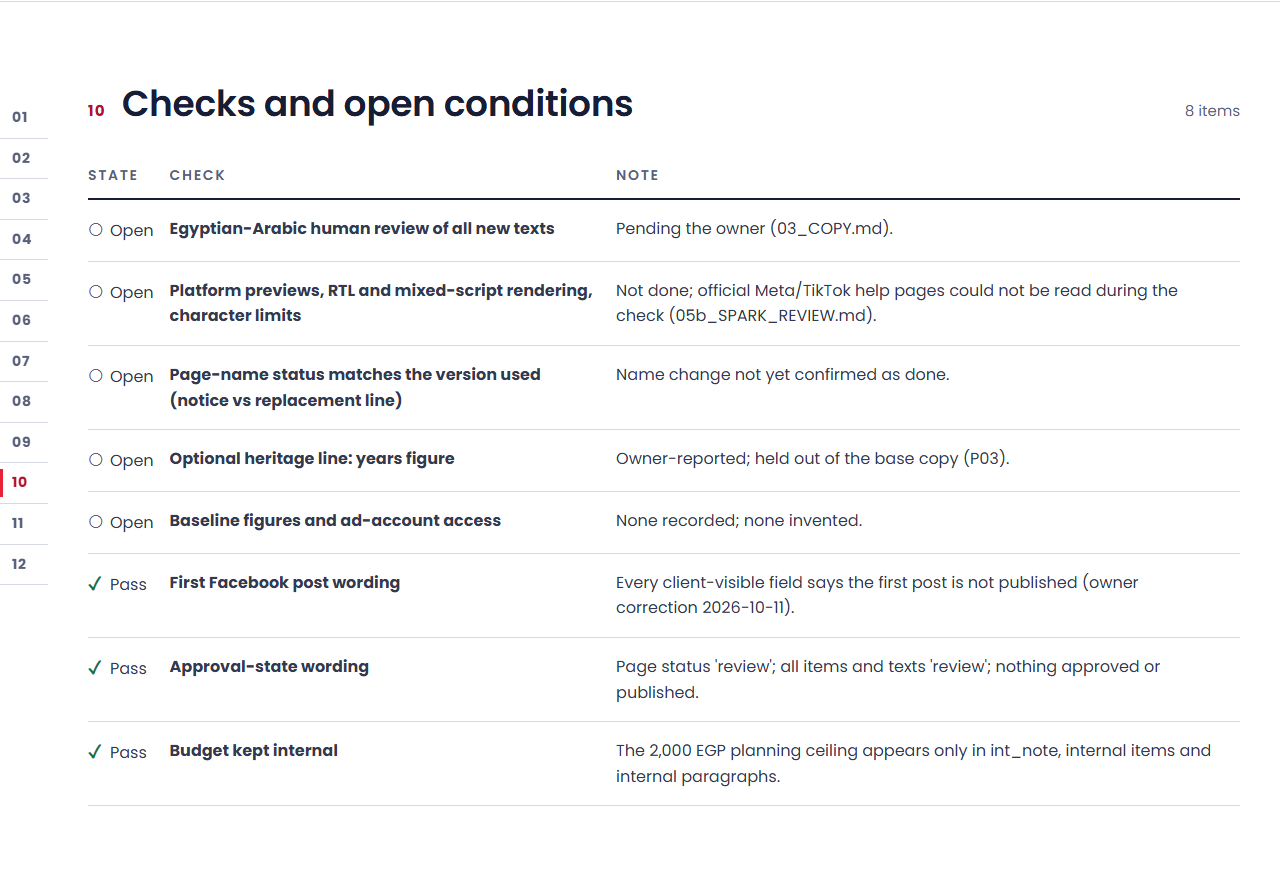 01
02
03
04
05
06
07
08
09
10
11
12
10 Checks and open conditions
8 items
STATE CHECK NOTE
Open Egyptian-Arabic human review of all new texts Pending the owner (03_COPY.md).
Open Platform previews, RTL and mixed-script rendering, Not done; official Meta/TikTok help pages could not be read during the
character limits check (05b_SPARK_REVIEW.md).
Open Page-name status matches the version used Name change not yet confirmed as done.
(notice vs replacement line)
Open Optional heritage line: years figure Owner-reported; held out of the base copy (P03).
Open Baseline figures and ad-account access None recorded; none invented.
✓ Pass First Facebook post wording Every client-visible field says the first post is not published (owner
correction 2026-10-11).
✓ Pass Approval-state wording Page status 'review'; all items and texts 'review'; nothing approved or
published.
✓ Pass Budget kept internal The 2,000 EGP planning ceiling appears only in int_note, internal items and
internal paragraphs.